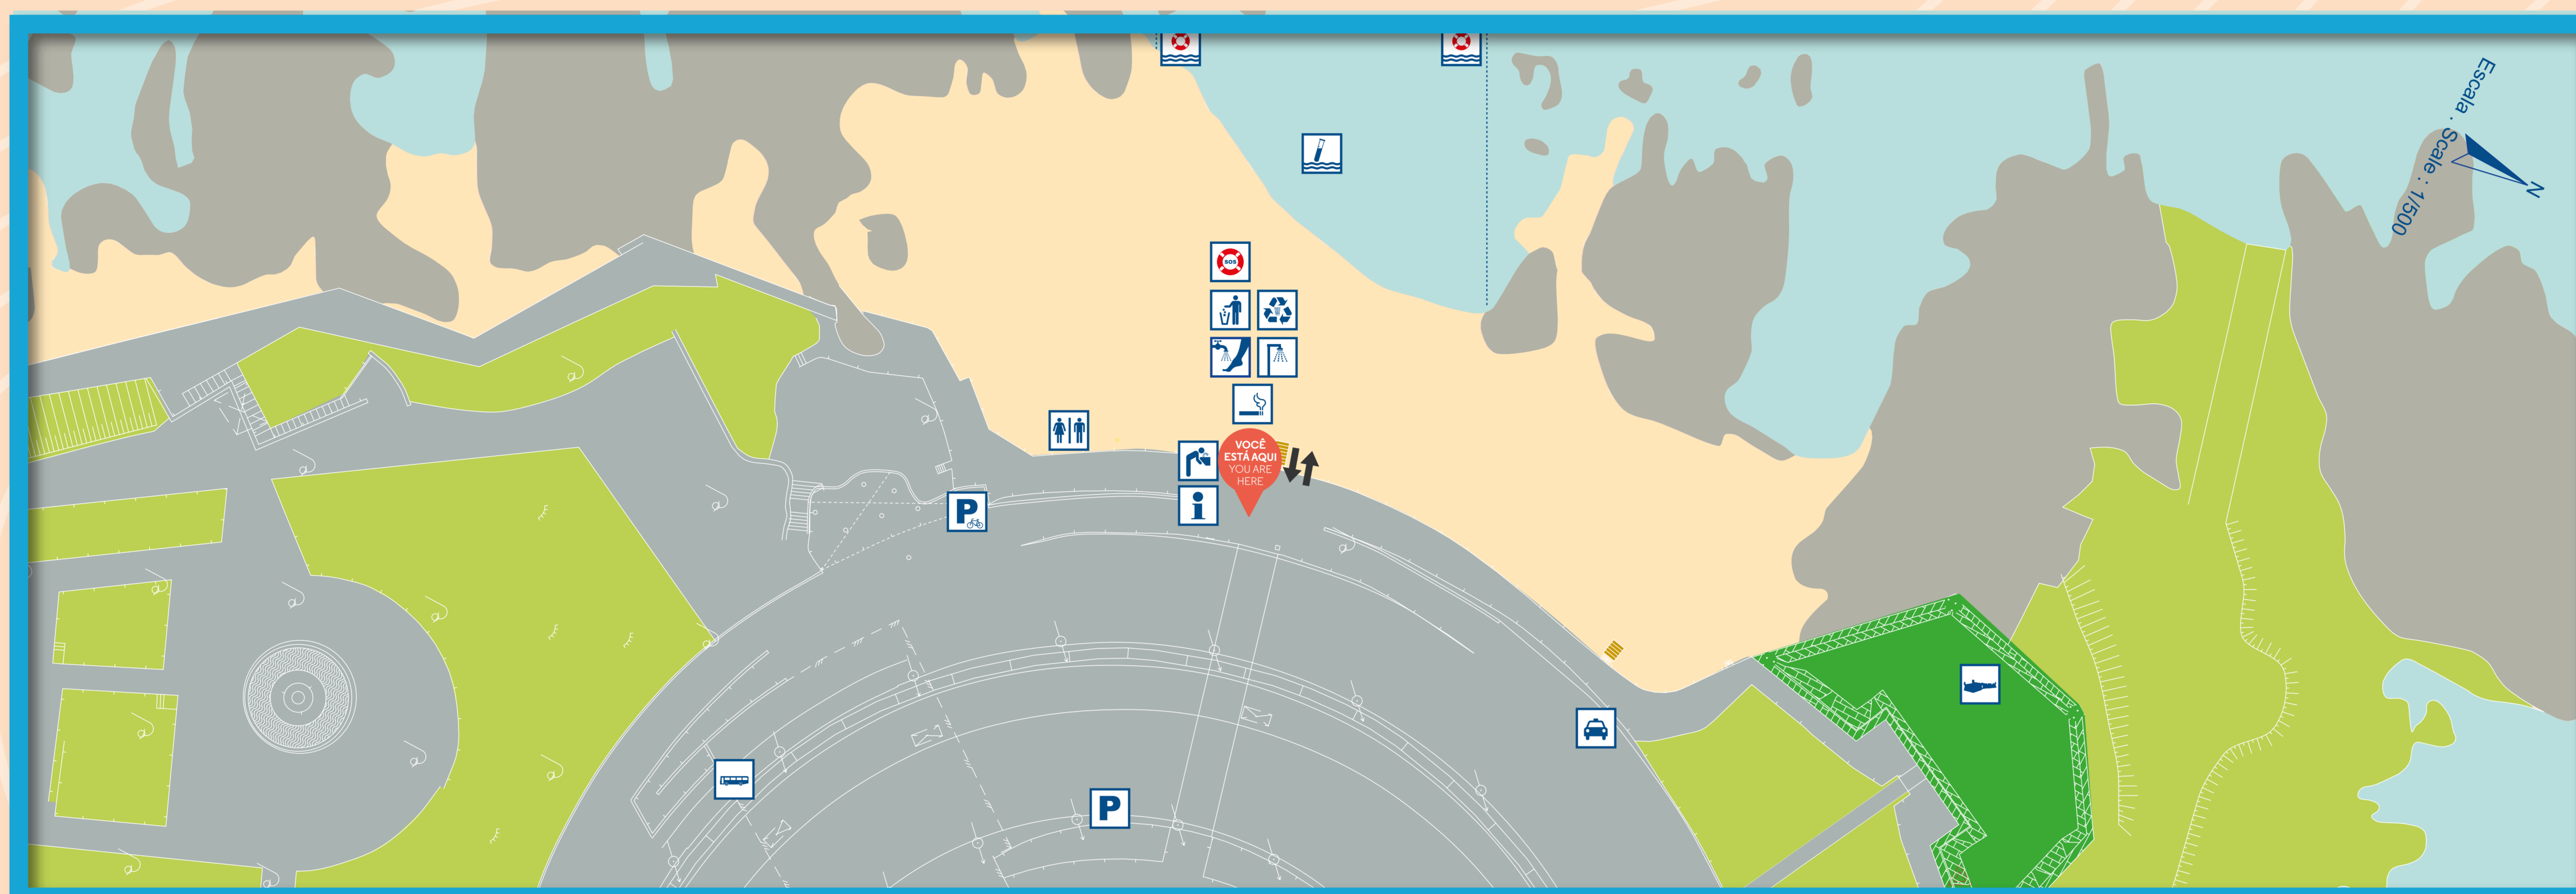 Escala . Scale : 1/500
N
SOS
VOCÊ
ESTÁ AQUI
YOU ARE
HERE
P
i
P